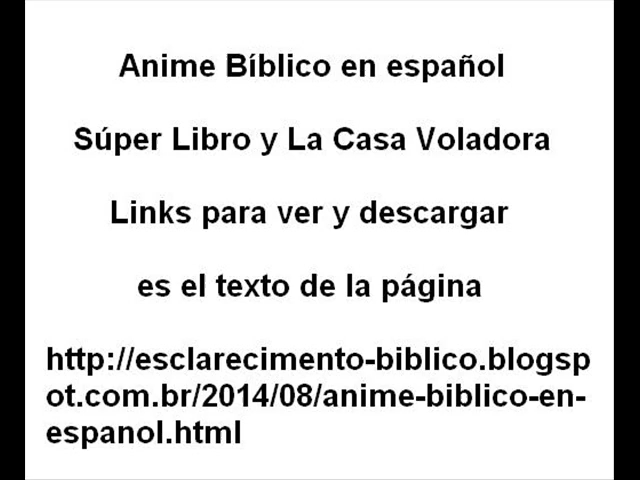 Anime Bíblico en español
Súper Libro y La Casa Voladora
Links para ver y descargar
es el texto de la página
http://esclarecimento-biblico.blogsp
ot.com.br/2014/08/anime-biblico-en-
espanol.html